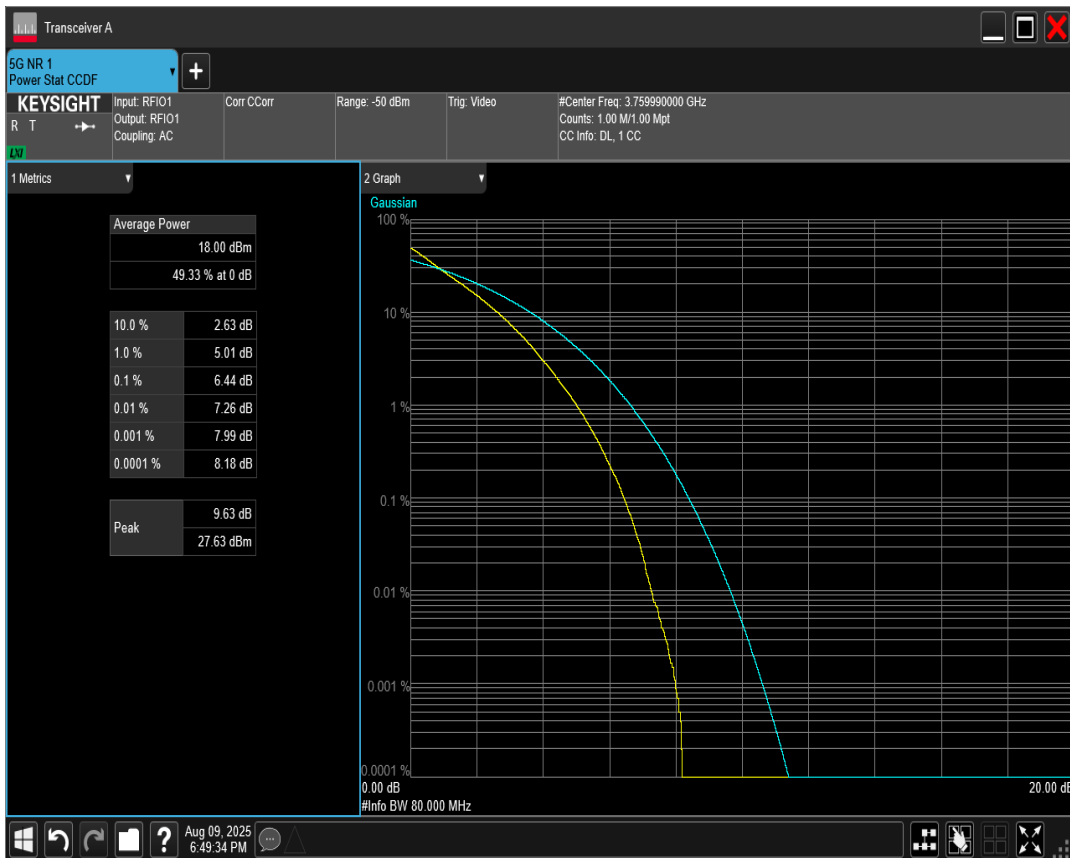 Transceiver A
5G NR 1
Power Stat CCDF
KEYSIGHT
R T
LXI
Input: RFIO1
Output: RFIO1
Coupling: AC
Corr CCorr
Range: -50 dBm
Trig: Video
#Center Freq: 3.759990000 GHz
Counts: 1.00 M/1.00 Mpt
CC Info: DL, 1 CC
1 Metrics
Average Power
18.00 dBm
49.33 % at 0 dB
10.0 % 2.63 dB
1.0 % 5.01 dB
0.1 % 6.44 dB
0.01 % 7.26 dB
0.001 % 7.99 dB
0.0001 % 8.18 dB
Peak 9.63 dB
27.63 dBm
2 Graph
Gaussian
100 %
10 %
1 %
0.1 %
0.01 %
0.001 %
0.0001 %
0.00 dB 20.00 dB
#Info BW 80.000 MHz
?
Aug 09, 2025
6:49:34 PM